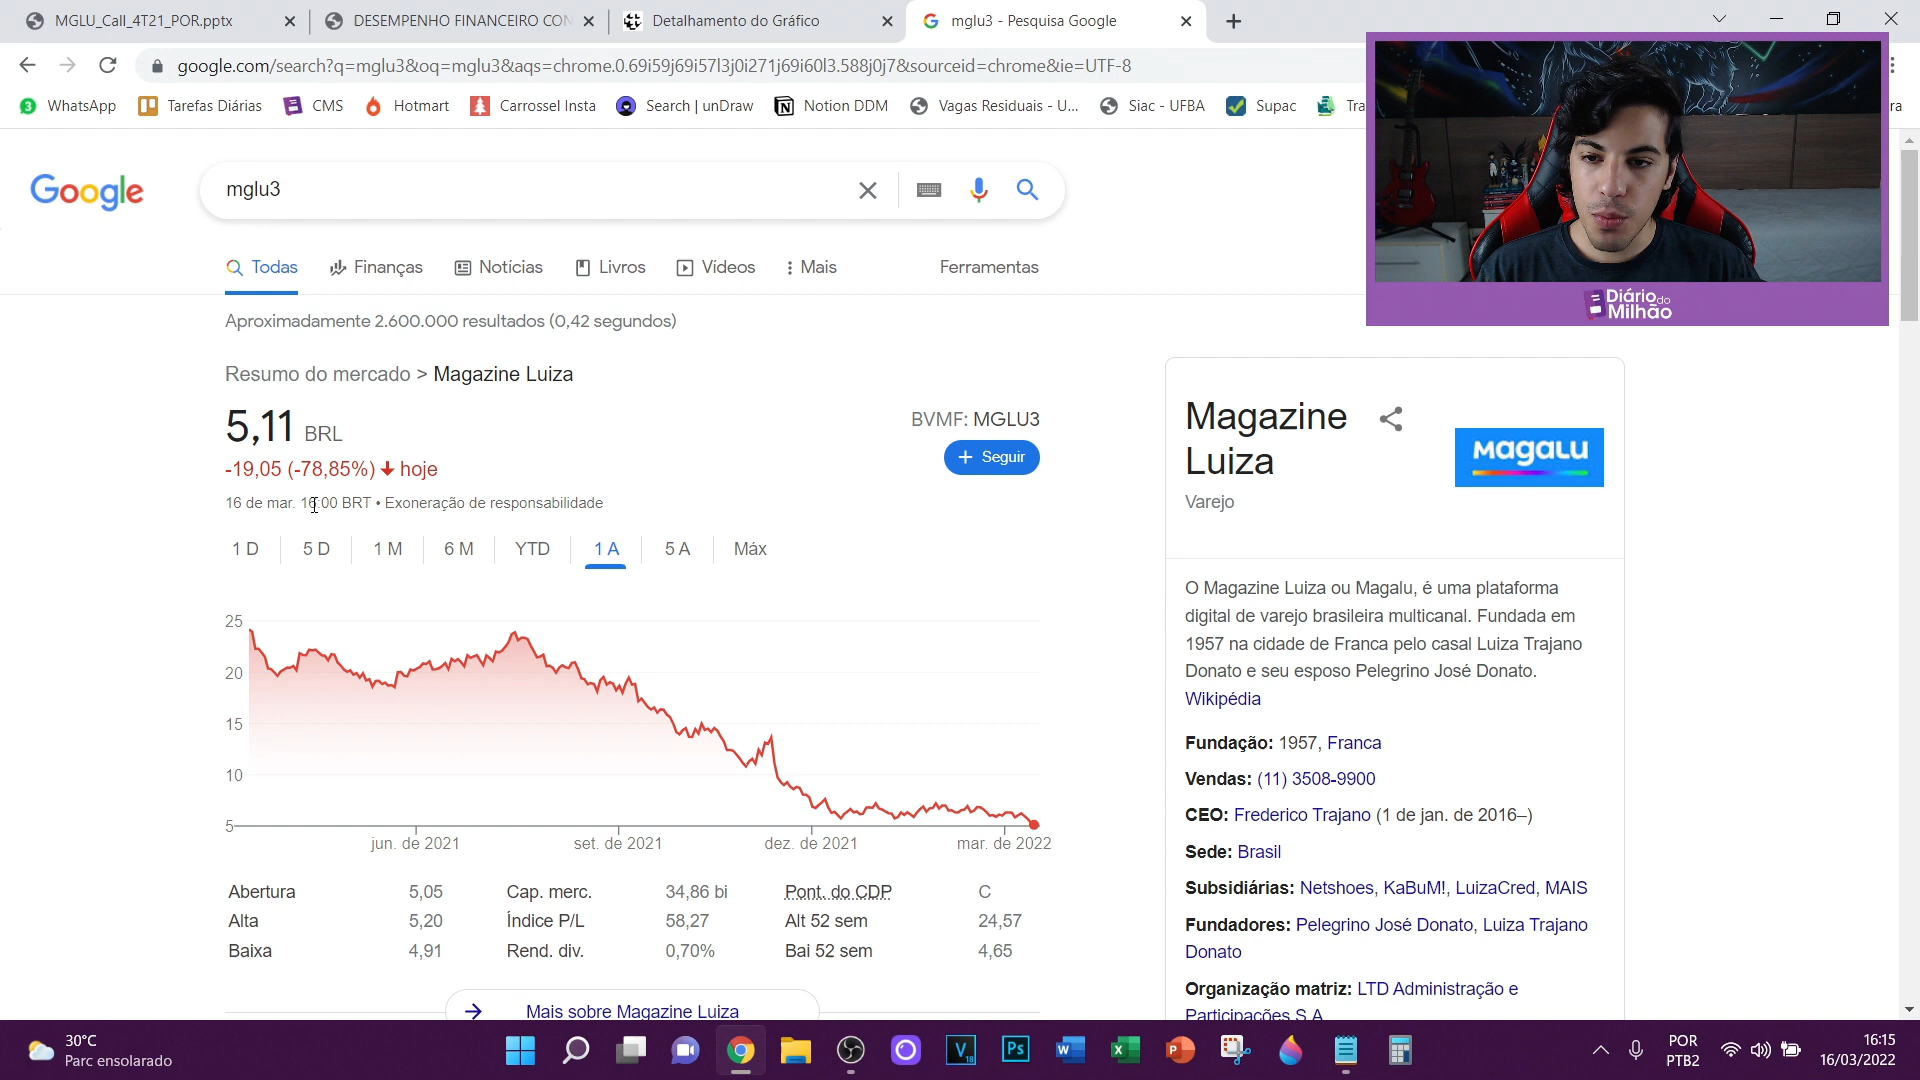 MGLU_Call_4T21_POR.pptx
DESEMPENHO FINANCEIRO CON
Detalhamento do Gráfico
mglu3 - Pesquisa Google
google.com/search?q=mglu3&oq=mglu3&aqs=chrome.0.69i59j69i57l3j0i271j69i60l3.588j0j7&sourceid=chrome&ie=UTF-8
WhatsApp
Tarefas Diárias
CMS
Hotmart
Carrossel Insta
Search | unDraw
Notion DDM
Vagas Residuais - U...
Siac - UFBA
Supac
Tra
ra
Google
mglu3
Todas
Finanças
Notícias
Livros
Vídeos
Mais
Ferramentas
Diário do
Milhão
Aproximadamente 2.600.000 resultados (0,42 segundos)
Resumo do mercado > Magazine Luiza
5,11 BRL
BVMF: MGLU3
-19,05 (-78,85%) hoje
+ Seguir
16 de mar. 16:00 BRT • Exoneração de responsabilidade
1 D
5 D
1 M
6 M
YTD
1 A
5 A
Máx
25
20
15
10
5
jun. de 2021
set. de 2021
dez. de 2021
mar. de 2022
Abertura 5,05 Cap. merc. 34,86 bi Pont. do CDP C
Alta 5,20 Índice P/L 58,27 Alt 52 sem 24,57
Baixa 4,91 Rend. div. 0,70% Bai 52 sem 4,65
Mais sobre Magazine Luiza
Magazine
Luiza
Varejo
Magalu
O Magazine Luiza ou Magalu, é uma plataforma
digital de varejo brasileira multicanal. Fundada em
1957 na cidade de Franca pelo casal Luiza Trajano
Donato e seu esposo Pelegrino José Donato.
Wikipédia
Fundação: 1957, Franca
Vendas: (11) 3508-9900
CEO: Frederico Trajano (1 de jan. de 2016–)
Sede: Brasil
Subsidiárias: Netshoes, KaBuM!, LuizaCred, MAIS
Fundadores: Pelegrino José Donato, Luiza Trajano
Donato
Organização matriz: LTD Administração e
Participações S.A.
30°C
Parc ensolarado
POR
PTB2
16:15
16/03/2022